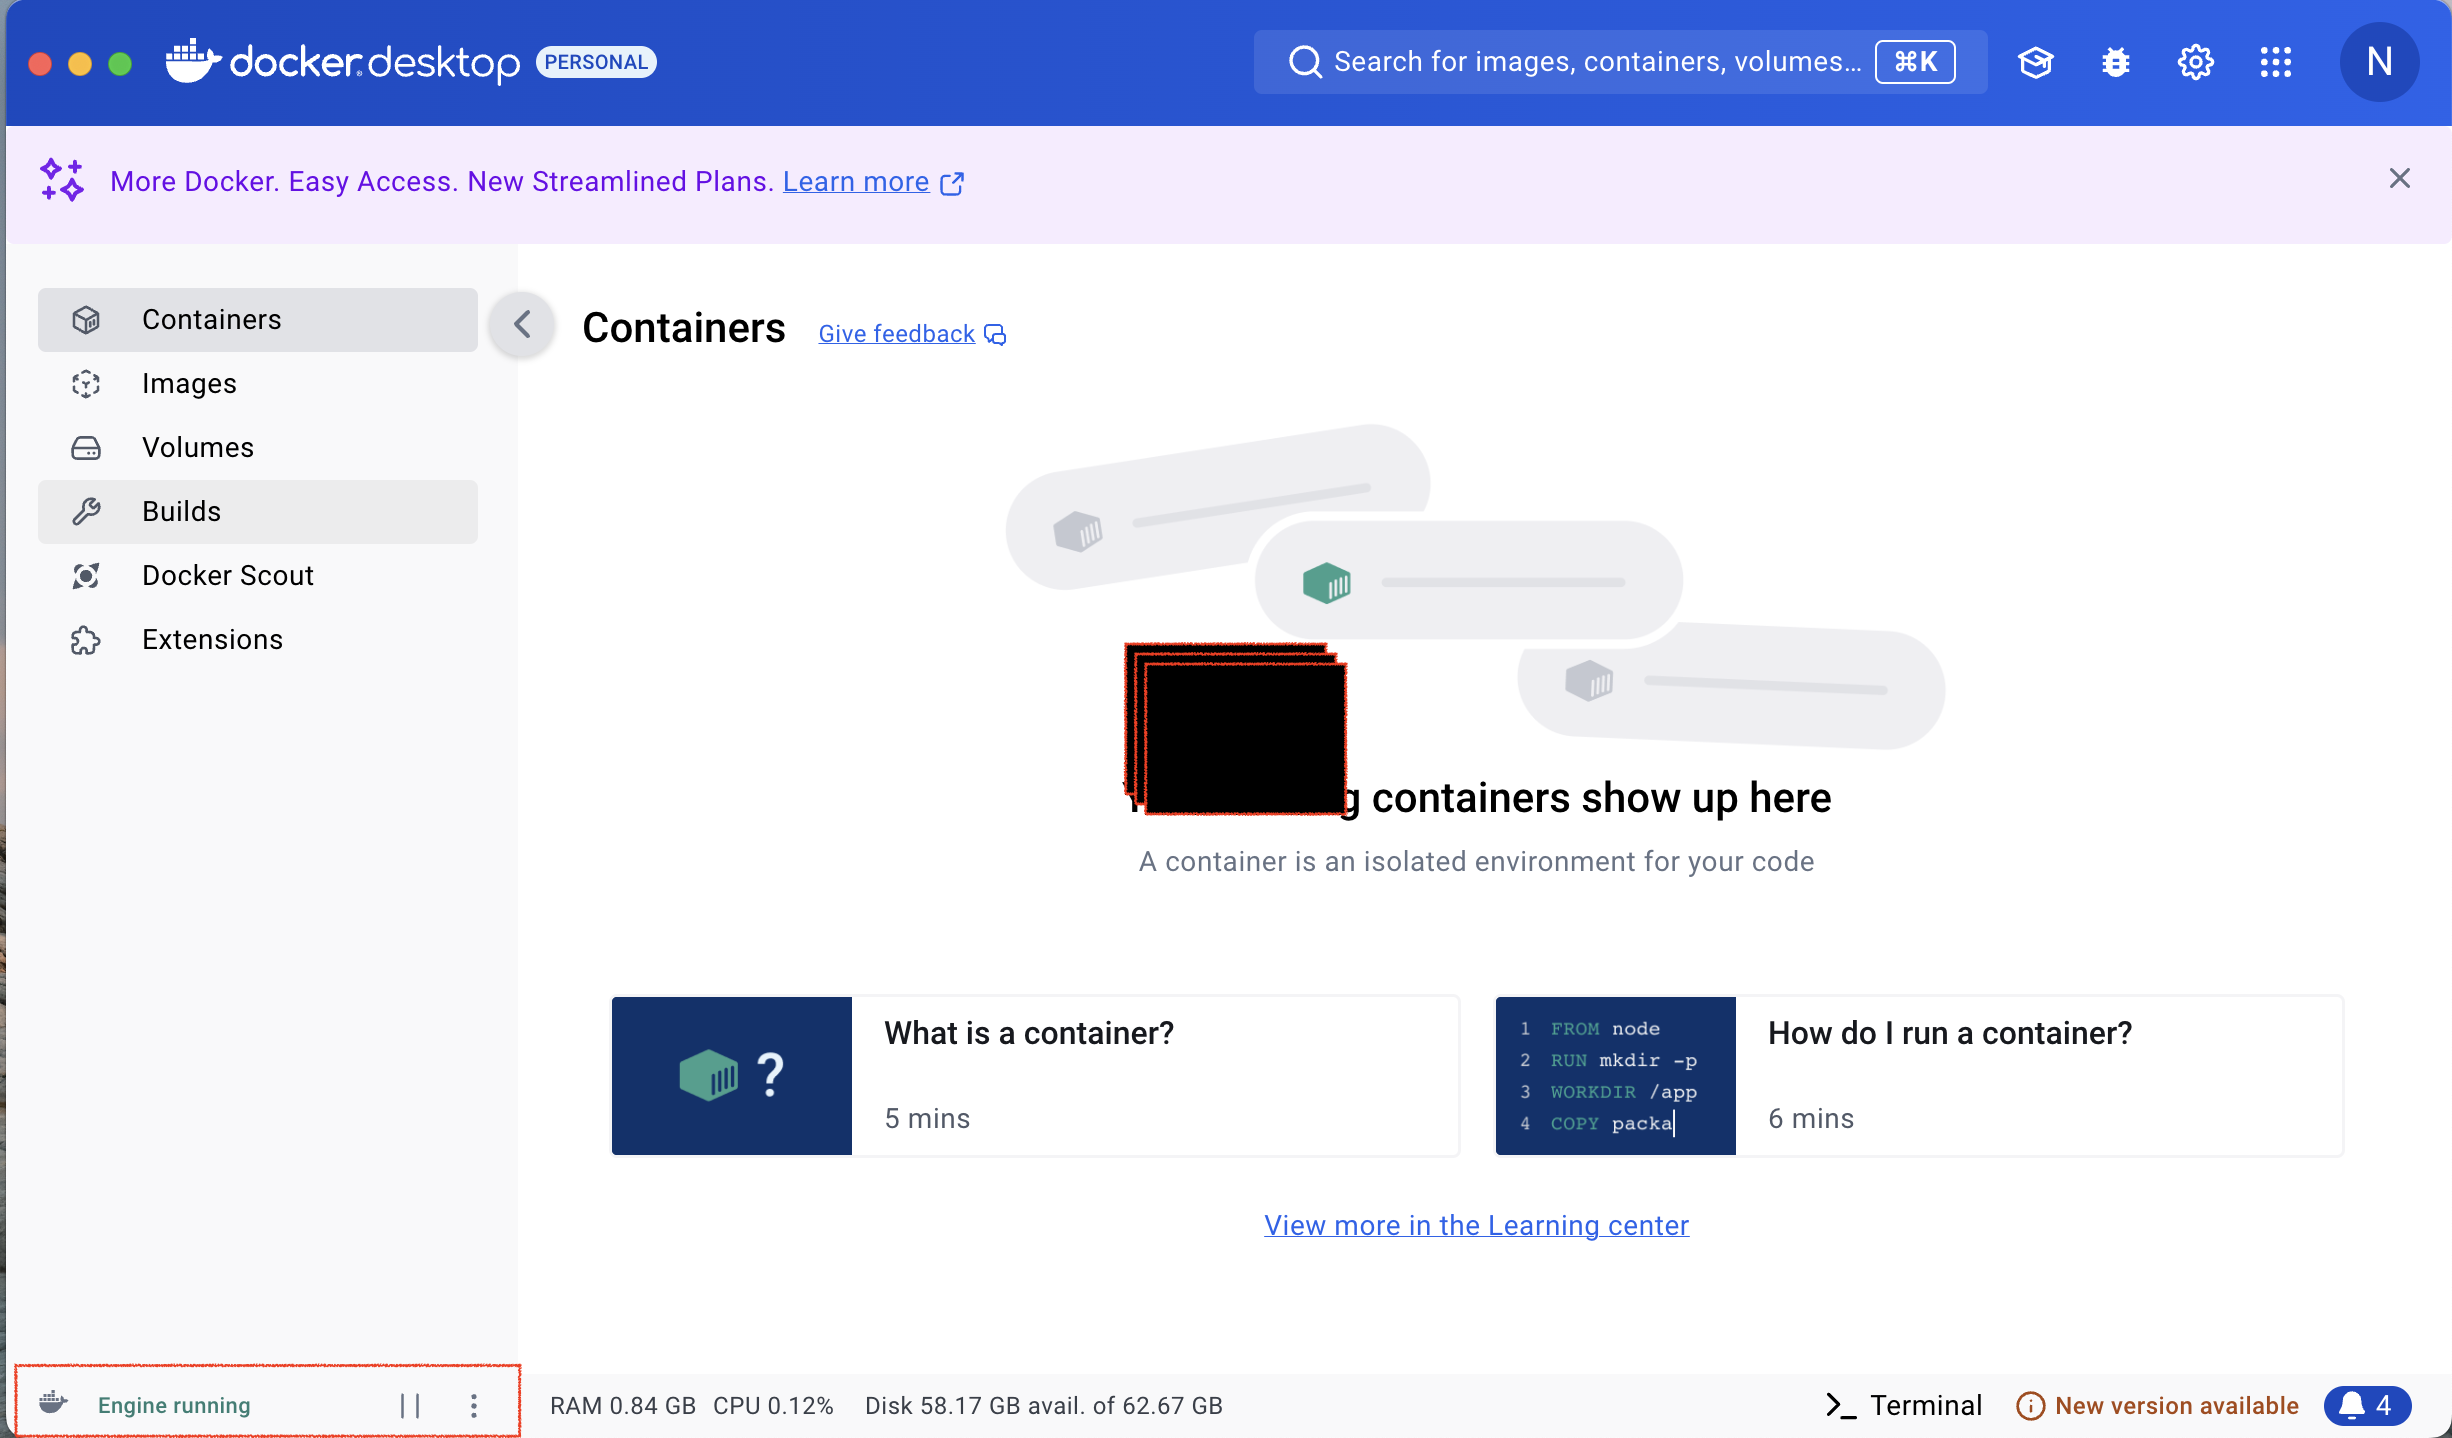 docker desktop PERSONAL
Search for images, containers, volumes... ⌘K
N
More Docker. Easy Access. New Streamlined Plans. Learn more
Containers
Images
Volumes
Builds
Docker Scout
Extensions
Containers Give feedback
containers show up here
A container is an isolated environment for your code
?
What is a container?
5 mins
1 FROM node
2 RUN mkdir -p
3 WORKDIR /app
4 COPY packa
How do I run a container?
6 mins
View more in the Learning center
Engine running
RAM 0.84 GB CPU 0.12% Disk 58.17 GB avail. of 62.67 GB
>_ Terminal
New version available
4